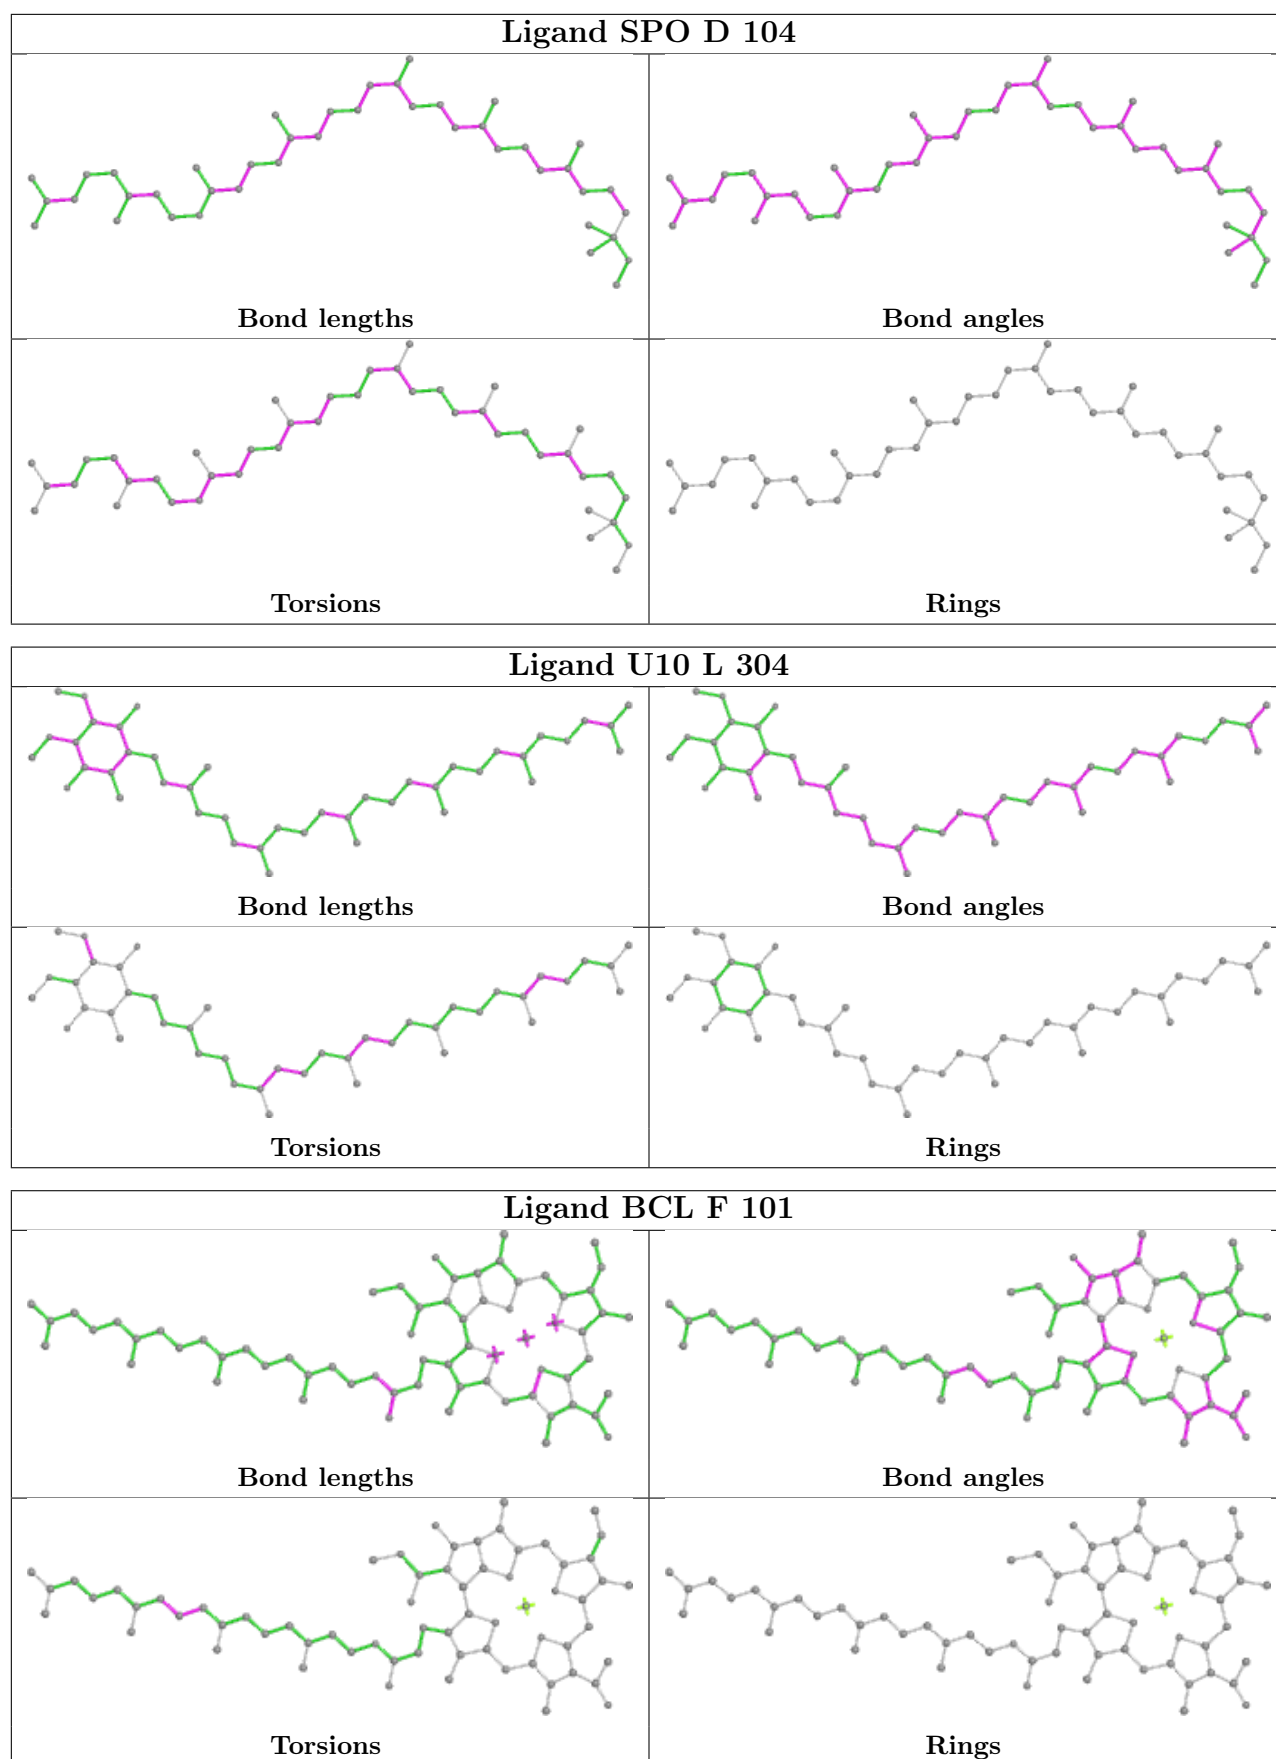 Ligand SPO D 104
Bond lengths
Bond angles
Torsions
Rings
Ligand U10 L 304
Bond lengths
Bond angles
Torsions
Rings
Ligand BCL F 101
Bond lengths
Bond angles
Torsions
Rings